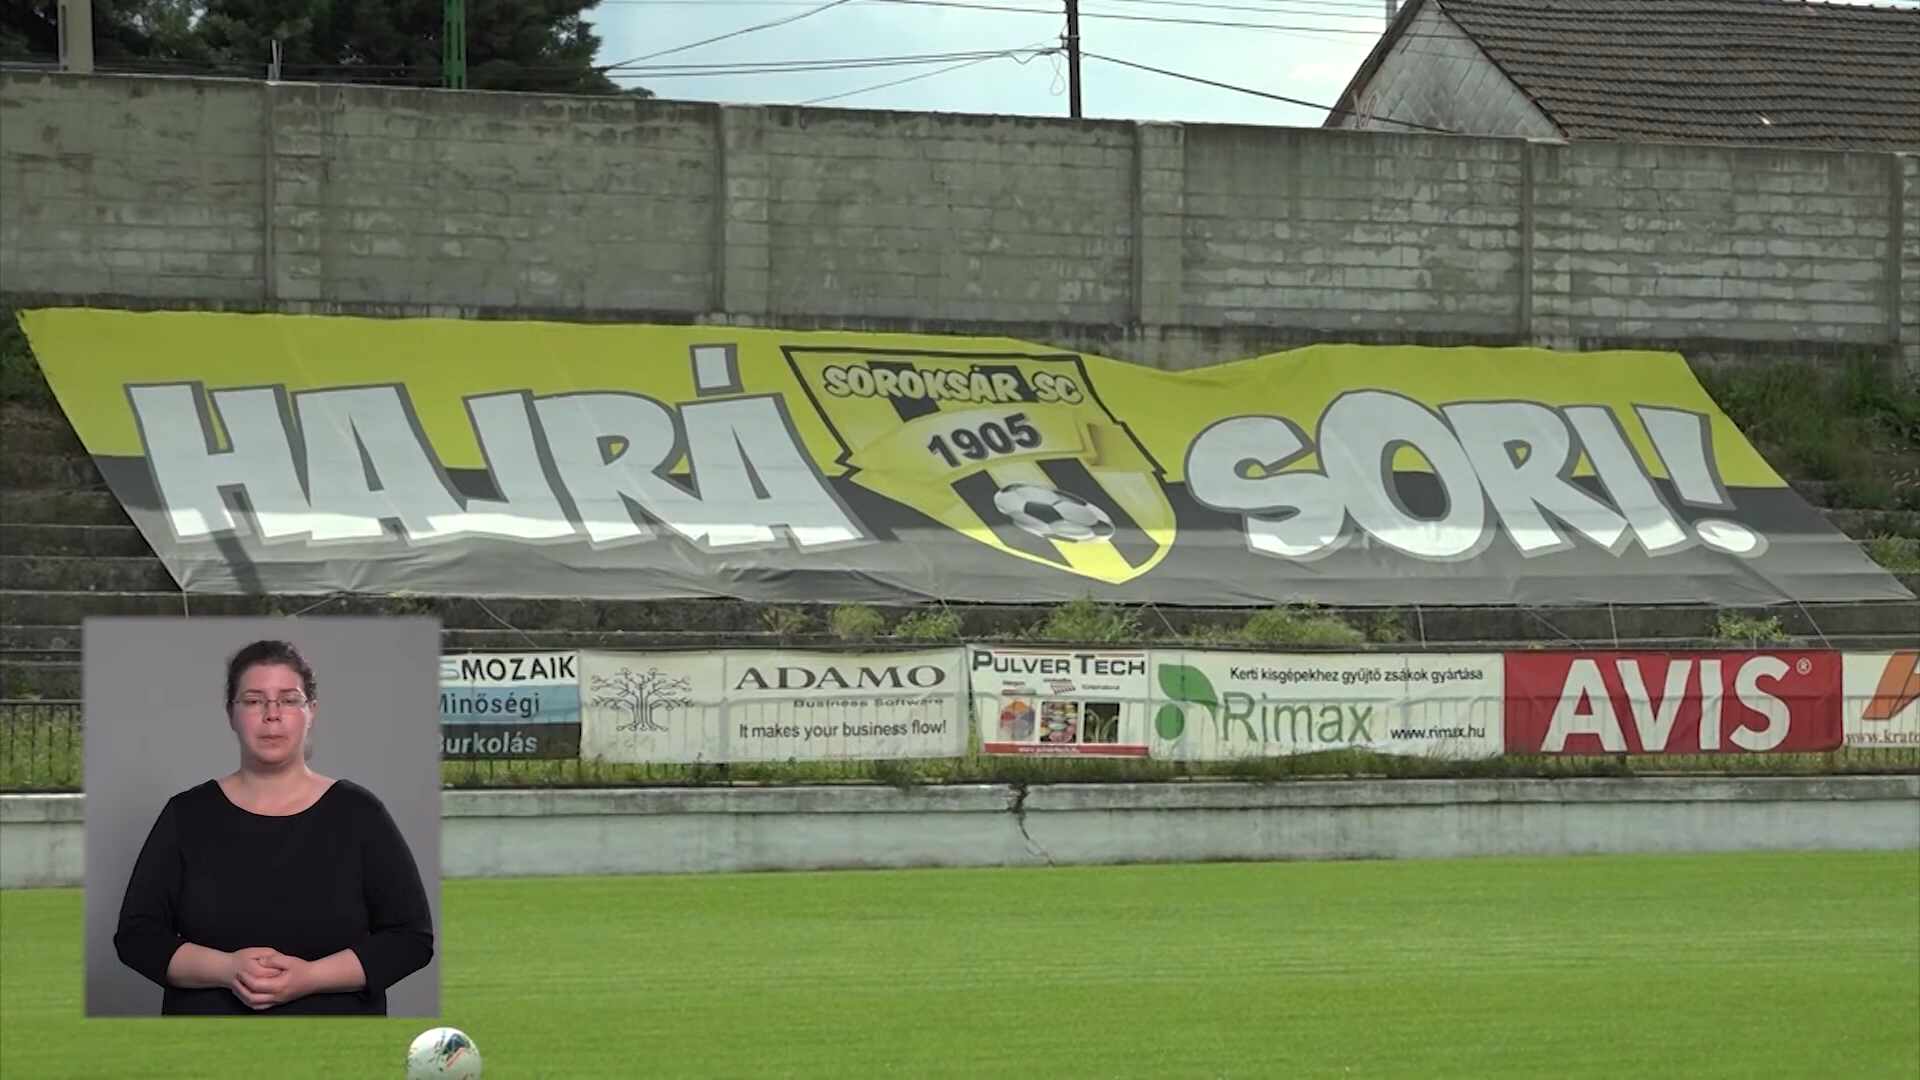 HAJRÁ SORI!
SOROKSÁR SC
1905
MOZAIK
Minőségi
Burkolás
ADAMO
Business Software
It makes your business flow!
PULVER TECH
Kerti kisgépekhez gyűjtő zsákok gyártása
Rimax
www.rimax.hu
AVIS®